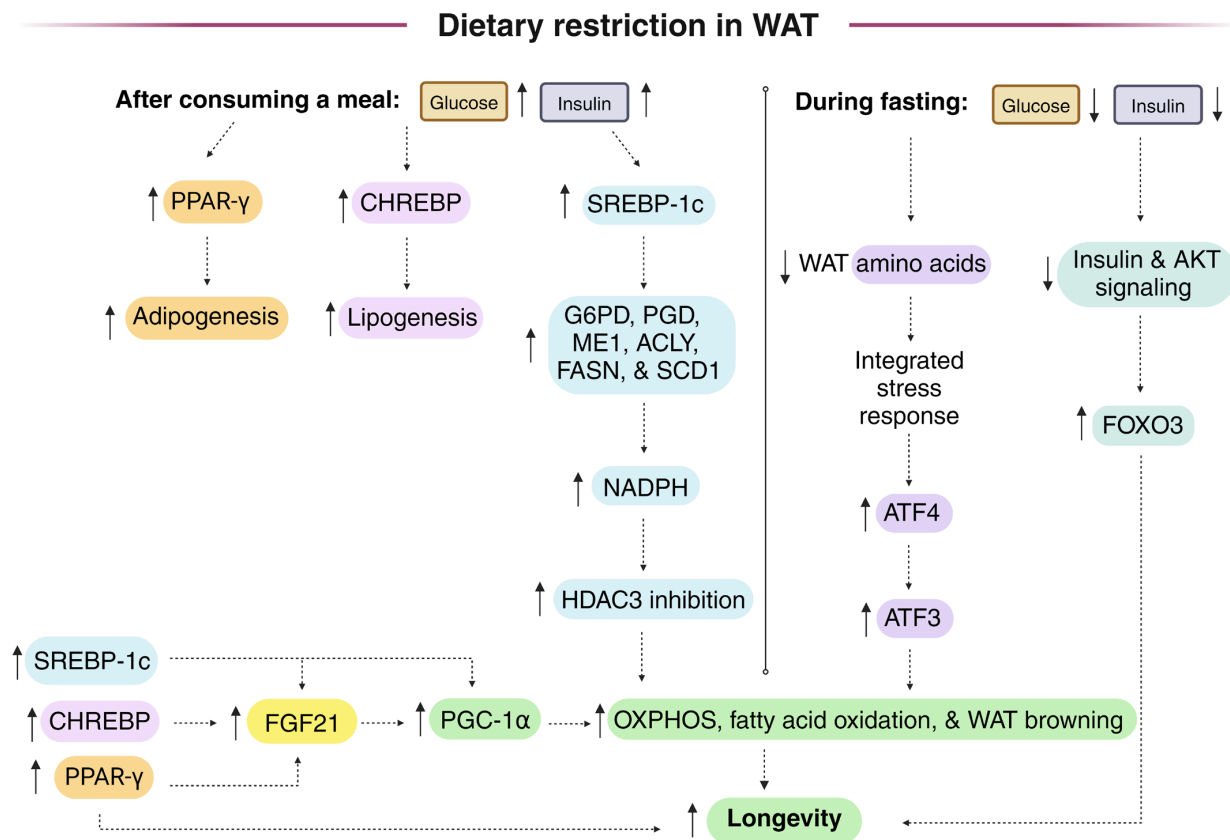 Dietary restriction in WAT
After consuming a meal:
Glucose
Insulin
PPAR-γ
CHREBP
SREBP-1c
Adipogenesis
Lipogenesis
G6PD, PGD,
ME1, ACLY,
FASN, & SCD1
NADPH
HDAC3 inhibition
During fasting:
Glucose
Insulin
WAT amino acids
Insulin & AKT
signaling
Integrated
stress
response
FOXO3
ATF4
ATF3
SREBP-1c
CHREBP
FGF21
PGC-1α
OXPHOS, fatty acid oxidation, & WAT browning
PPAR-γ
Longevity